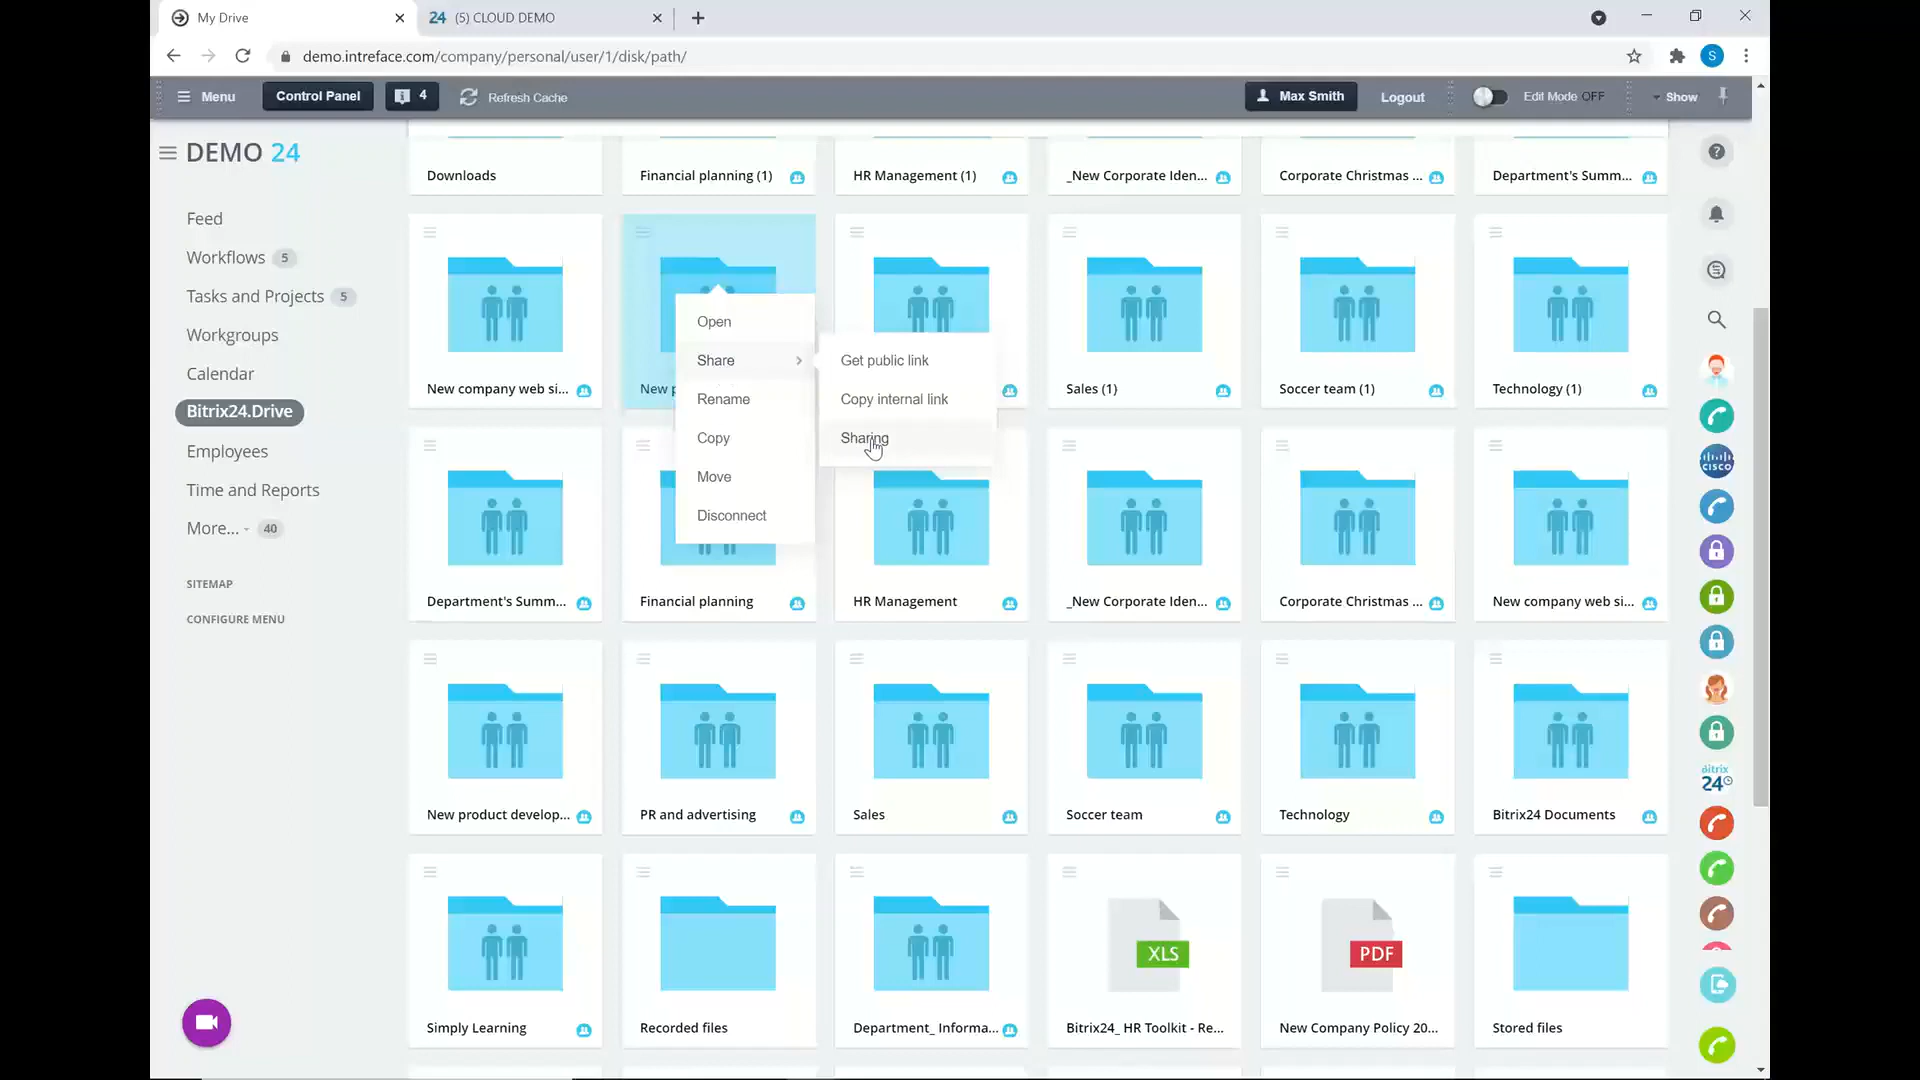 My Drive
24 (5) CLOUD DEMO
demo.intreface.com/company/personal/user/1/disk/path/
S
Menu
Control Panel
4
Refresh Cache
Max Smith
Logout
Edit Mode OFF
Show
DEMO 24
Feed
Workflows 5
Tasks and Projects 5
Workgroups
Calendar
Bitrix24.Drive
Employees
Time and Reports
More... 40
SITEMAP
CONFIGURE MENU
Downloads
Financial planning (1)
HR Management (1)
_New Corporate Iden...
Corporate Christmas ...
Department's Summ...
New company web si...
New p
Sales (1)
Soccer team (1)
Technology (1)
Open
Share
Rename
Copy
Move
Disconnect
Get public link
Copy internal link
Sharing
Department's Summ...
Financial planning
HR Management
_New Corporate Iden...
Corporate Christmas ...
New company web si...
New product develop...
PR and advertising
Sales
Soccer team
Technology
Bitrix24 Documents
Simply Learning
Recorded files
Department_ Informa...
XLS
Bitrix24_ HR Toolkit - Re...
PDF
New Company Policy 20...
Stored files
?
CISCO
bitrix
24